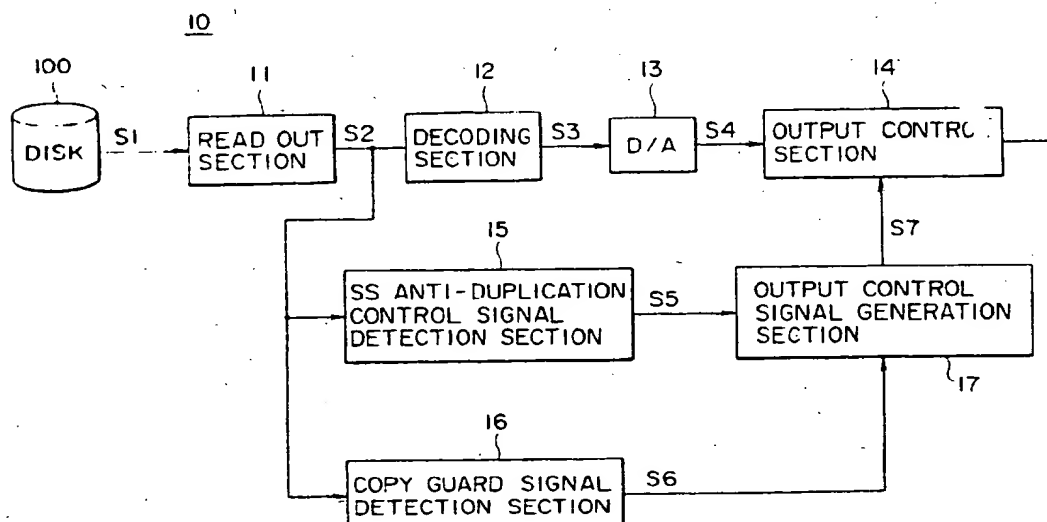 10
100
11
12
13
14
DISK
S1
READ OUT
SECTION
S2
DECODING
SECTION
S3
D/A
S4
OUTPUT CONTRO
SECTION
S7
15
SS ANTI-DUPLICATION
CONTROL SIGNAL
DETECTION SECTION
S5
OUTPUT CONTROL
SIGNAL GENERATION
SECTION
17
16
COPY GUARD SIGNAL
DETECTION SECTION
S6